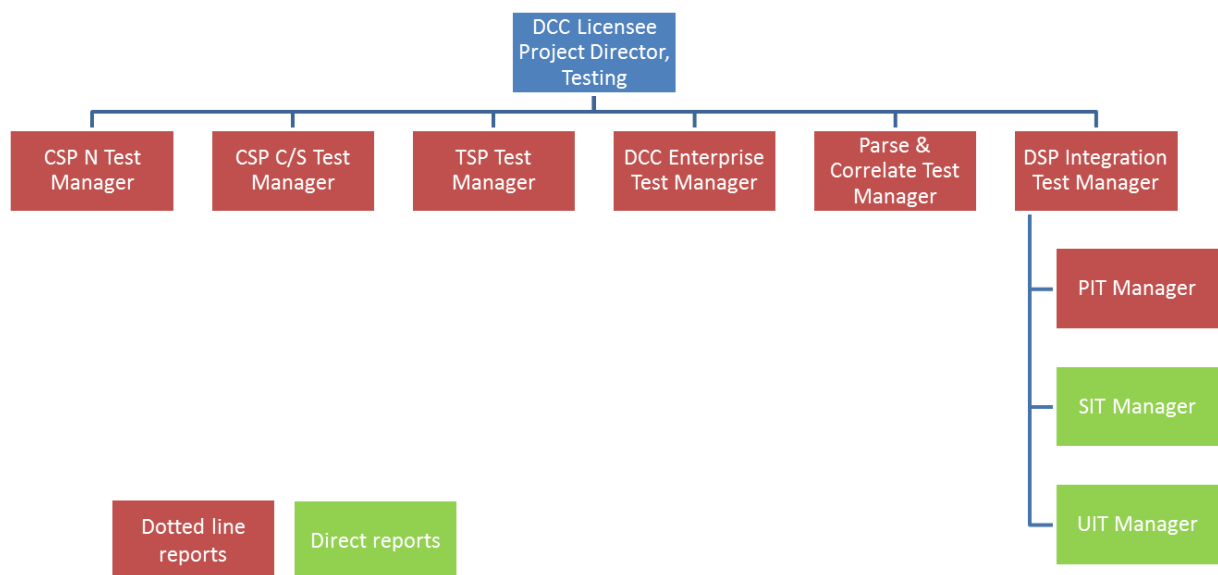 DCC Licensee
Project Director,
Testing
CSP N Test
Manager
CSP C/S Test
Manager
TSP Test
Manager
DCC Enterprise
Test Manager
Parse &
Correlate Test
Manager
DSP Integration
Test Manager
PIT Manager
SIT Manager
UIT Manager
Dotted line
reports
Direct reports